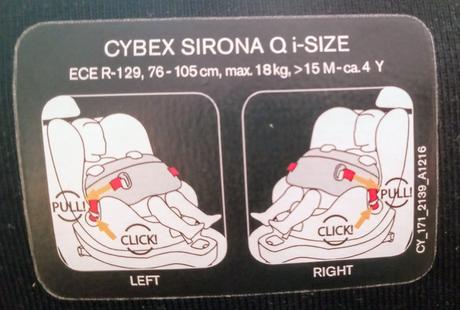 CYBEX SIRONA Q i-SIZE
ECE R-129, 76-105 cm, max. 18 kg, >15 M-ca. 4 Y
PULL!
CLICK!
LEFT
PULL!
CLICK!
RIGHT
CY_171_2139_A1216